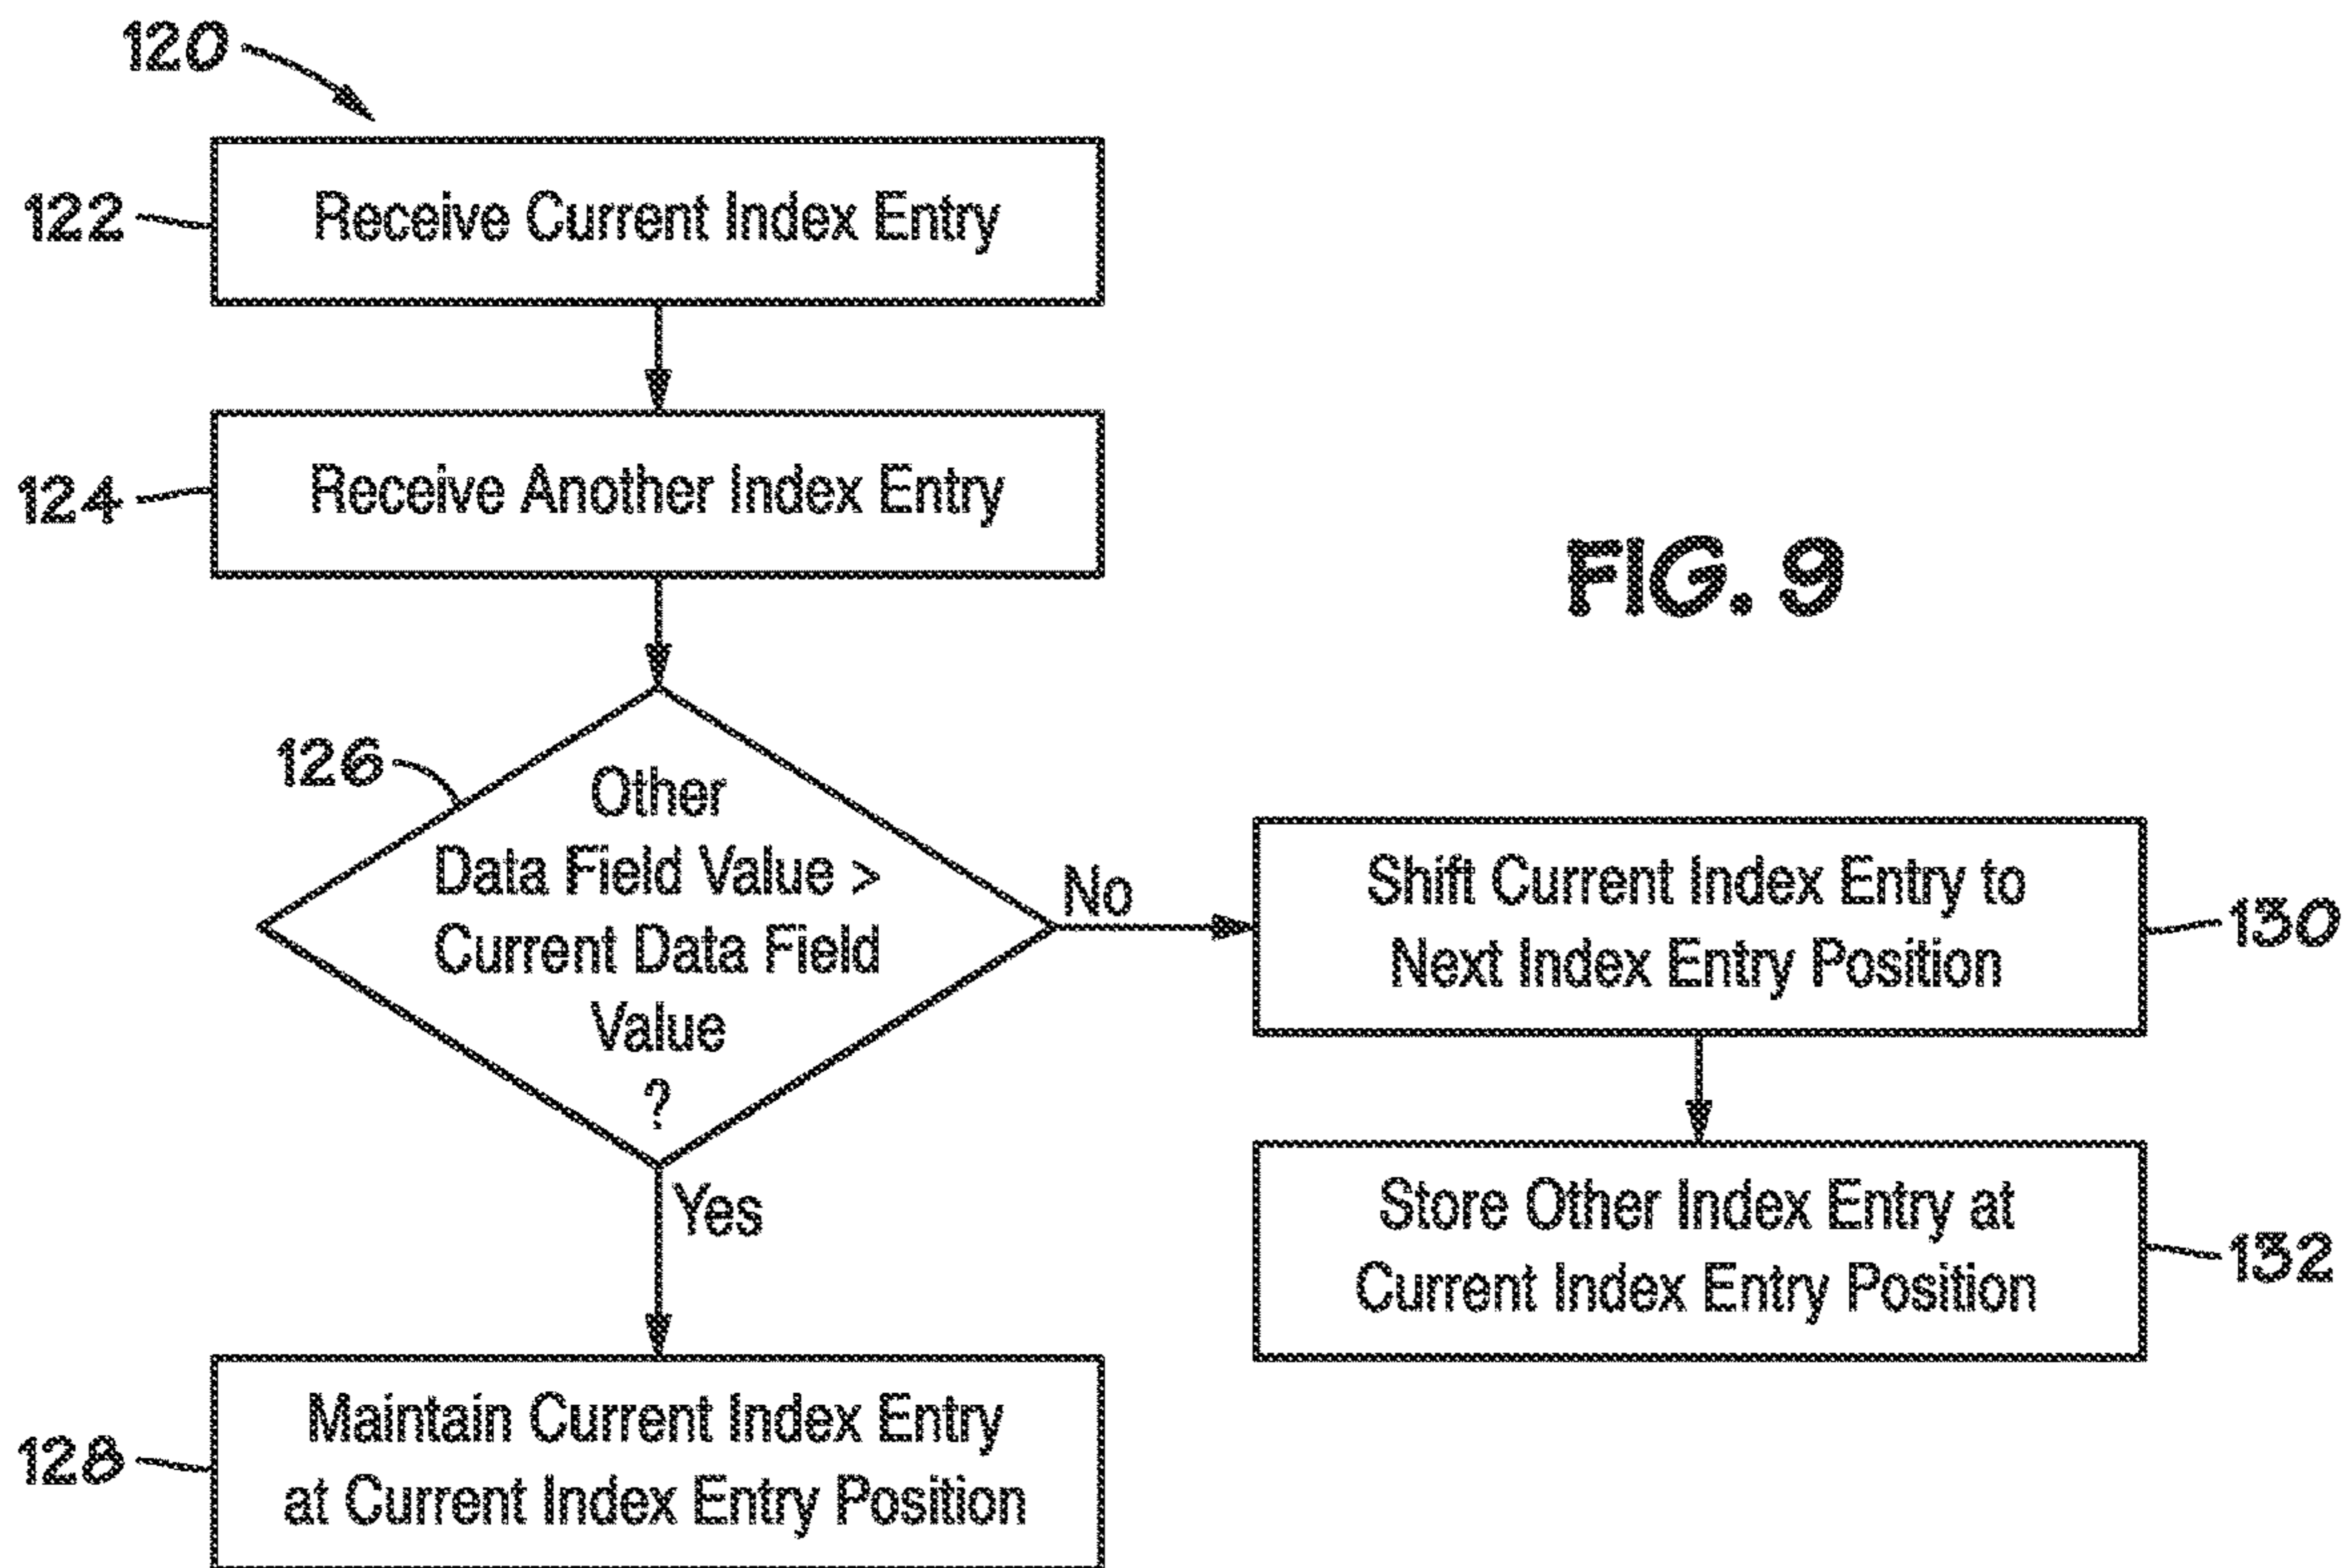 120
122
Receive Current Index Entry
124
Receive Another Index Entry
FIG. 9
126
Other
Data Field Value >
Current Data Field
Value
?
No
Yes
Shift Current Index Entry to
Next Index Entry Position
130
Store Other Index Entry at
Current Index Entry Position
132
128
Maintain Current Index Entry
at Current Index Entry Position